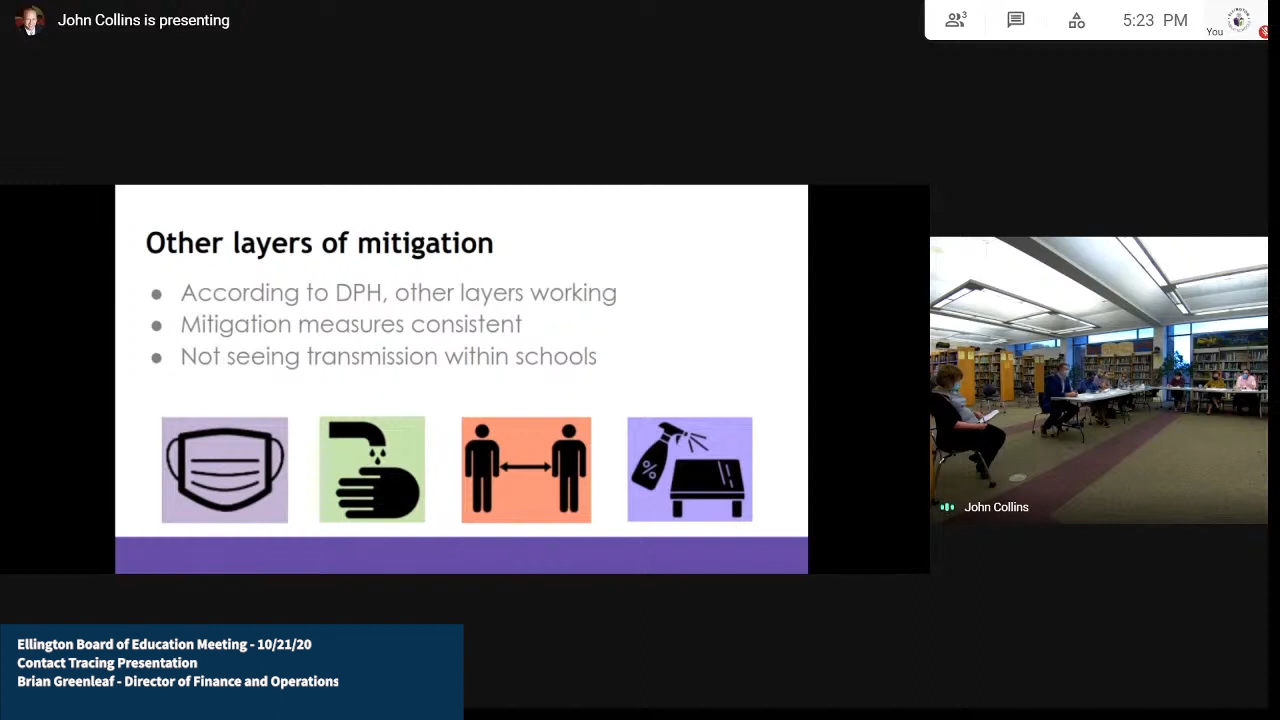 John Collins is presenting
3
5:23 PM
You
Other layers of mitigation
● According to DPH, other layers working
● Mitigation measures consistent
● Not seeing transmission within schools
%
John Collins
Ellington Board of Education Meeting - 10/21/20
Contact Tracing Presentation
Brian Greenleaf - Director of Finance and Operations